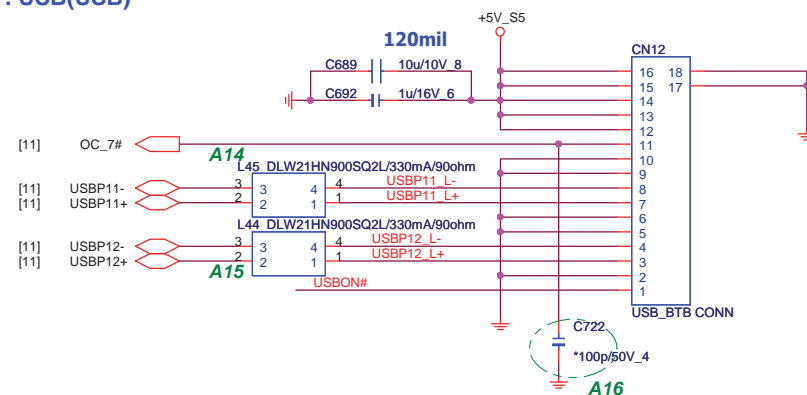 USB(USB)
+5V_S5
120mil
CN12
C689 10u/10V_8
16 18
15 17
C692 1u/16V_6
14
13
12
[11] OC_7#
11
A14
10
L45 DLW21HN900SQ2L/330mA/90ohm
9
[11] USBP11- 3 3 4 4 USBP11_L- 8
[11] USBP11+ 2 2 1 1 USBP11_L+ 7
6
L44 DLW21HN900SQ2L/330mA/90ohm
5
[11] USBP12- 3 3 4 4 USBP12_L- 4
[11] USBP12+ 2 2 1 1 USBP12_L+ 3
A15
2
USBON# 1
USB_BTB CONN
C722
*100p/50V_4
A16